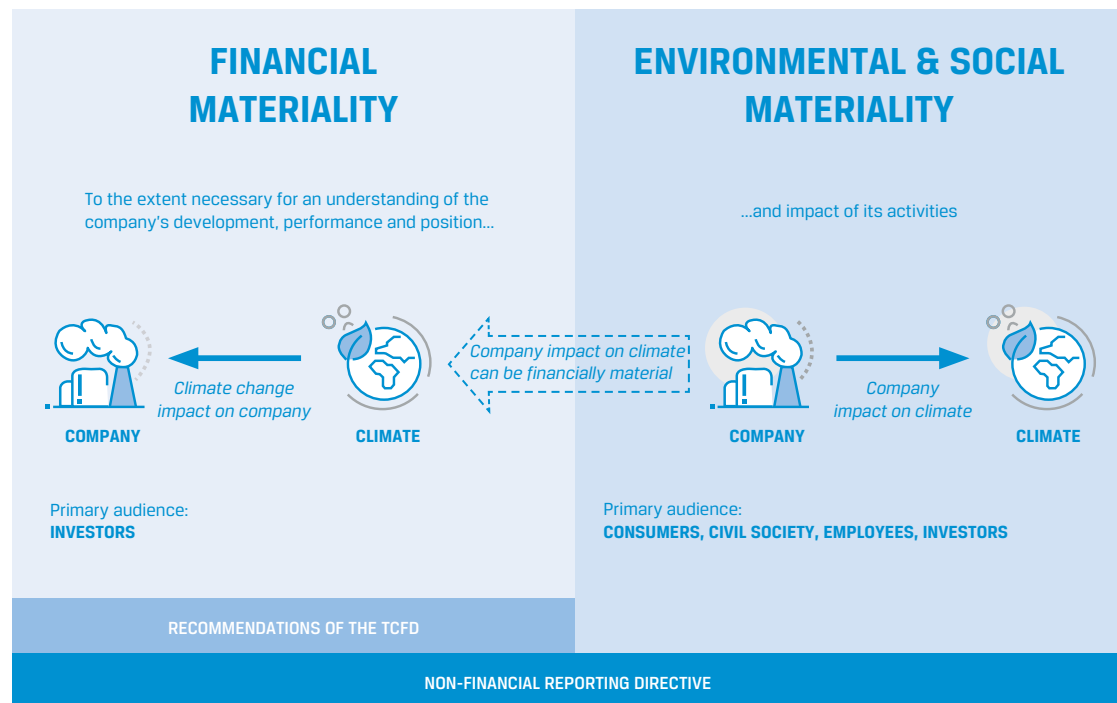 FINANCIAL
MATERIALITY
To the extent necessary for an understanding of the
company's development, performance and position...
Climate change
impact on company
COMPANY
CLIMATE
Primary audience:
INVESTORS
RECOMMENDATIONS OF THE TCFD
Company impact on climate
can be financially material
ENVIRONMENTAL & SOCIAL
MATERIALITY
...and impact of its activities
Company
impact on climate
COMPANY
CLIMATE
Primary audience:
CONSUMERS, CIVIL SOCIETY, EMPLOYEES, INVESTORS
NON-FINANCIAL REPORTING DIRECTIVE